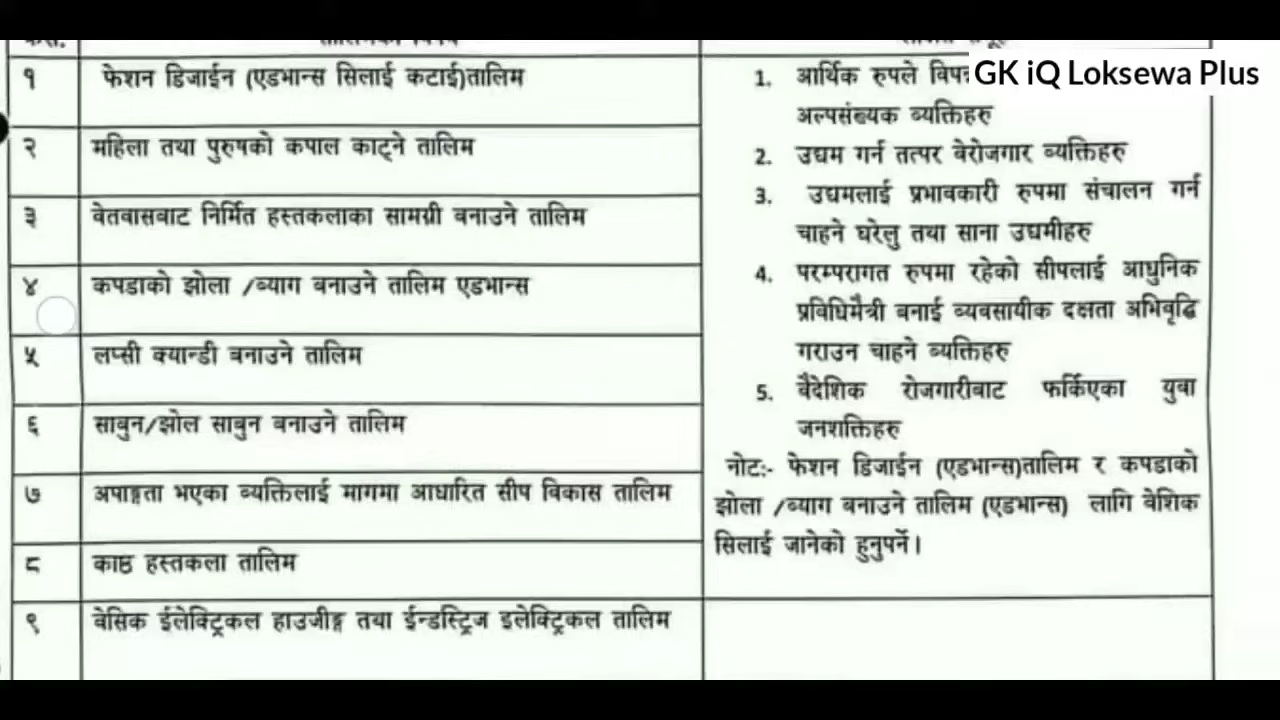 १
फेशन डिजाईन (एडभान्स सिलाई कटाई)तालिम
२
महिला तथा पुरुषको कपाल काट्ने तालिम
३
वेतवासबाट निर्मित हस्तकलाका सामग्री बनाउने तालिम
४
कपडाको झोला /ब्याग बनाउने तालिम एडभान्स
५
लप्सी क्यान्डी बनाउने तालिम
६
साबुन/झोल साबुन बनाउने तालिम
७
अपाङ्गता भएका व्यक्तिलाई मागमा आधारित सीप विकास तालिम
८
काष्ठ हस्तकला तालिम
९
वेसिक ईलेक्ट्रिकल हाउजीङ्ग तथा ईन्डस्ट्रिज इलेक्ट्रिकल तालिम
1. आर्थिक रुपले
अल्पसंख्यक व्यक्तिहरु
2. उद्यम गर्न तत्पर बेरोजगार व्यक्तिहरु
3. उद्यमलाई प्रभावकारी रुपमा संचालन गर्न
चाहने घरेलु तथा साना उद्यमीहरु
4. परम्परागत रुपमा रहेको सीपलाई आधुनिक
प्रविधिमैत्री बनाई व्यवसायीक दक्षता अभिवृद्धि
गराउन चाहने व्यक्तिहरु
5. वैदेशिक रोजगारीबाट फर्किएका युवा
जनशक्तिहरु
नोटः- फेशन डिजाईन (एडभान्स)तालिम र कपडाको
झोला /ब्याग बनाउने तालिम (एडभान्स) लागि वेशिक
सिलाई जानेको हुनुपर्ने।
GK iQ Loksewa Plus